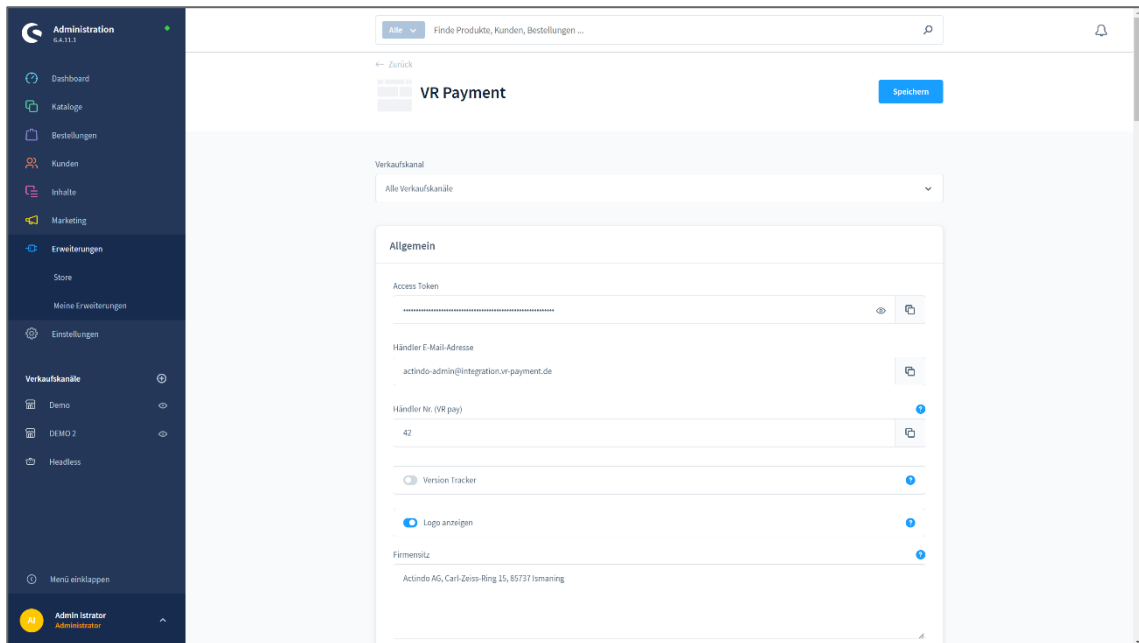 Administration
6.4.11.1
Dashboard
Kataloge
Bestellungen
Kunden
Inhalte
Marketing
Erweiterungen
Store
Meine Erweiterungen
Einstellungen
Verkaufskanäle
Demo
DEMO 2
Headless
Menü einklappen
AI
Admin istrator
Administrator
Alle
Finde Produkte, Kunden, Bestellungen ...
← Zurück
VR Payment
Speichern
Verkaufskanal
Alle Verkaufskanäle
Allgemein
Access Token
Händler E-Mail-Adresse
actindo-admin@integration.vr-payment.de
Händler Nr. (VR pay)
42
Version Tracker
Logo anzeigen
Firmensitz
Actindo AG, Carl-Zeiss-Ring 15, 85737 Ismaning